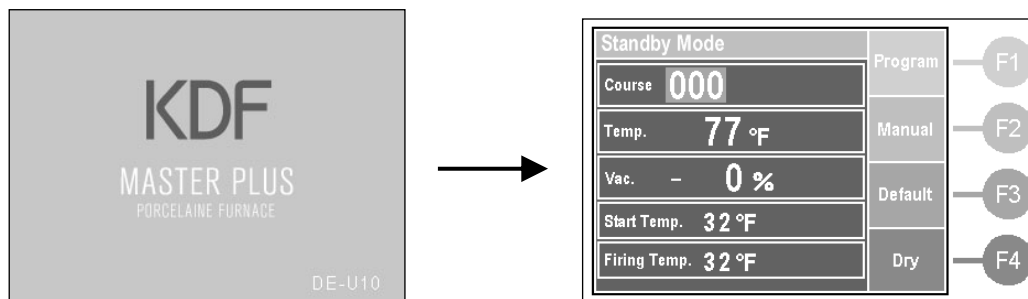 KDF
MASTER PLUS
PORCELAINE FURNACE
DE-U10
Standby Mode
Course 000
Temp. 77 °F
Vac. - 0 %
Start Temp. 32 °F
Firing Temp. 32 °F
Program F1
Manual F2
Default F3
Dry F4